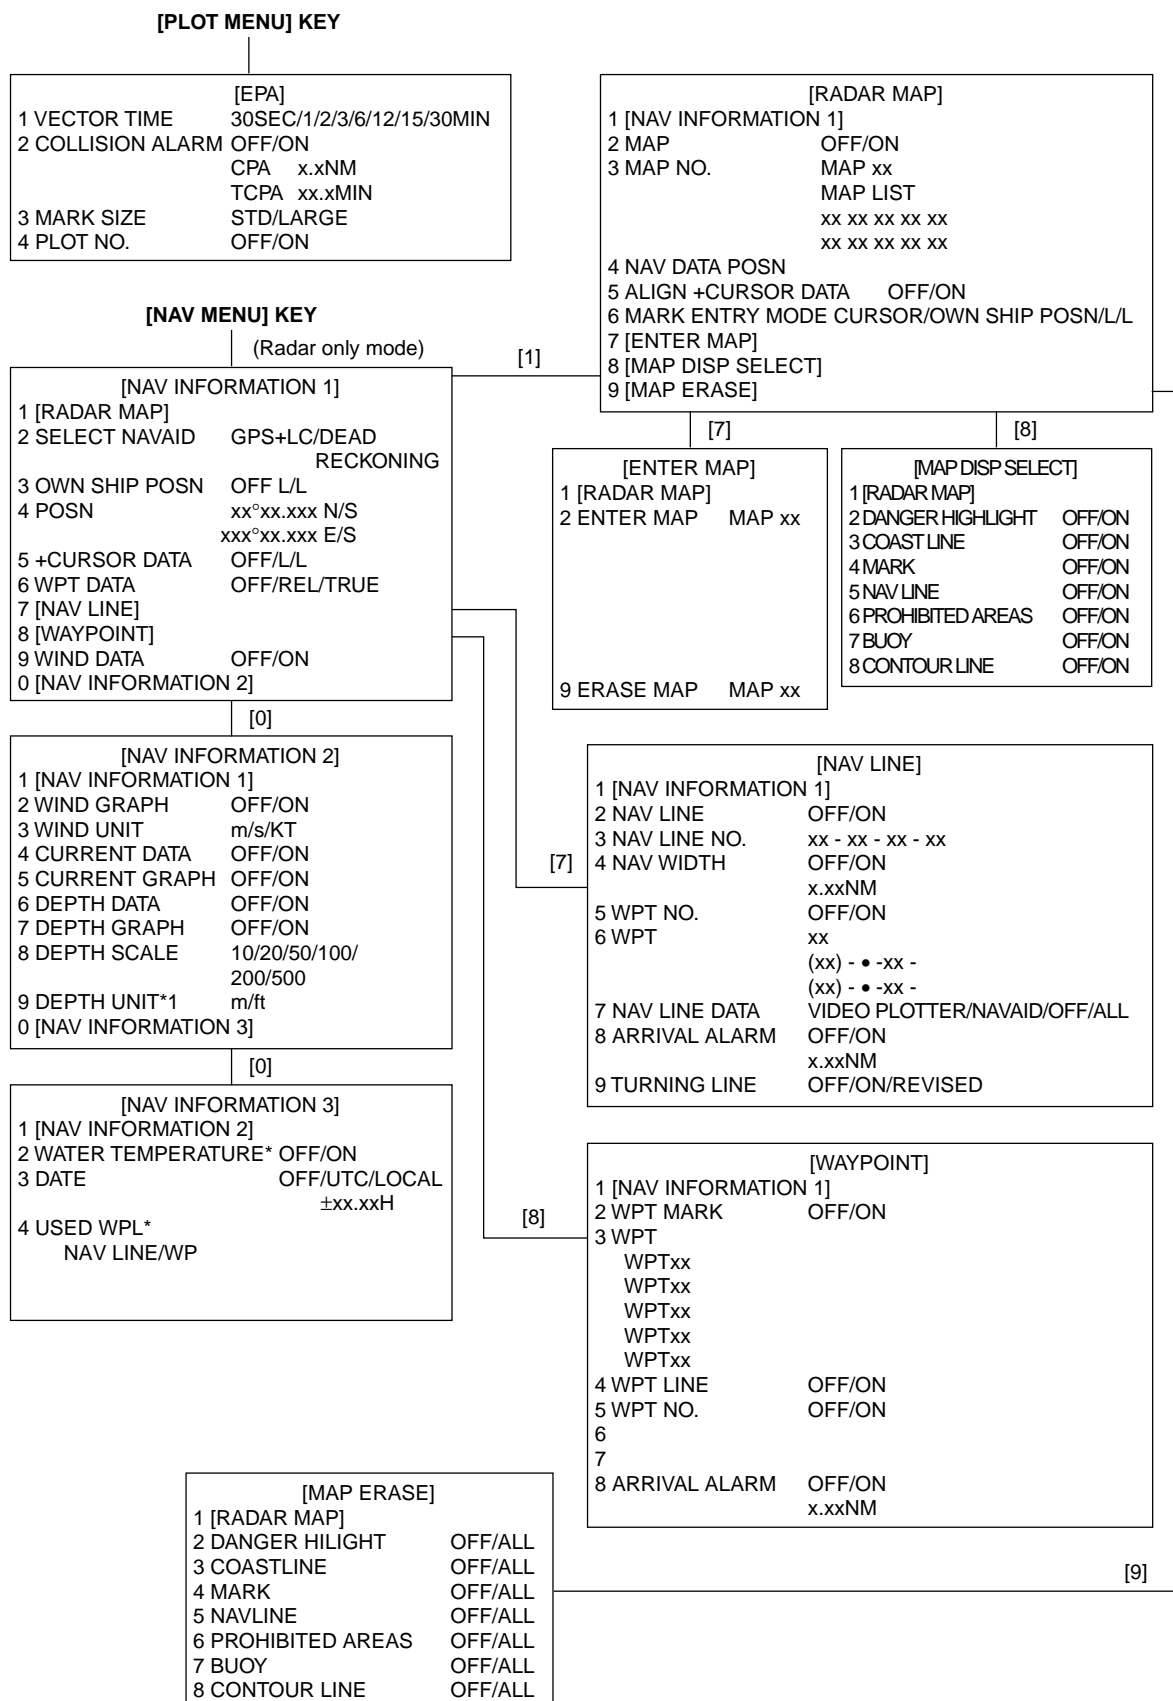 [PLOT MENU] KEY
[EPA]
1 VECTOR TIME 30SEC/1/2/3/6/12/15/30MIN
2 COLLISION ALARM OFF/ON
CPA x.xNM
TCPA xx.xMIN
3 MARK SIZE STD/LARGE
4 PLOT NO. OFF/ON
[NAV MENU] KEY
(Radar only mode)
[NAV INFORMATION 1]
1 [RADAR MAP]
2 SELECT NAVAID GPS+LC/DEAD
RECKONING
3 OWN SHIP POSN OFF L/L
4 POSN xx°xx.xxx N/S
xxx°xx.xxx E/S
5 +CURSOR DATA OFF/L/L
6 WPT DATA OFF/REL/TRUE
7 [NAV LINE]
8 [WAYPOINT]
9 WIND DATA OFF/ON
0 [NAV INFORMATION 2]
[0]
[NAV INFORMATION 2]
1 [NAV INFORMATION 1]
2 WIND GRAPH OFF/ON
3 WIND UNIT m/s/KT
4 CURRENT DATA OFF/ON
5 CURRENT GRAPH OFF/ON
6 DEPTH DATA OFF/ON
7 DEPTH GRAPH OFF/ON
8 DEPTH SCALE 10/20/50/100/
200/500
9 DEPTH UNIT*1 m/ft
0 [NAV INFORMATION 3]
[0]
[NAV INFORMATION 3]
1 [NAV INFORMATION 2]
2 WATER TEMPERATURE* OFF/ON
3 DATE OFF/UTC/LOCAL
±xx.xxH
4 USED WPL*
NAV LINE/WP
[1]
[RADAR MAP]
1 [NAV INFORMATION 1]
2 MAP OFF/ON
3 MAP NO. MAP xx
MAP LIST
xx xx xx xx xx
xx xx xx xx xx
4 NAV DATA POSN
5 ALIGN +CURSOR DATA OFF/ON
6 MARK ENTRY MODE CURSOR/OWN SHIP POSN/L/L
7 [ENTER MAP]
8 [MAP DISP SELECT]
9 [MAP ERASE]
[7]
[ENTER MAP]
1 [RADAR MAP]
2 ENTER MAP MAP xx
9 ERASE MAP MAP xx
[8]
[MAP DISP SELECT]
1 [RADAR MAP]
2 DANGER HIGHLIGHT OFF/ON
3 COAST LINE OFF/ON
4 MARK OFF/ON
5 NAV LINE OFF/ON
6 PROHIBITED AREAS OFF/ON
7 BUOY OFF/ON
8 CONTOUR LINE OFF/ON
[7]
[NAV LINE]
1 [NAV INFORMATION 1]
2 NAV LINE OFF/ON
3 NAV LINE NO. xx - xx - xx - xx
4 NAV WIDTH OFF/ON
x.xxNM
5 WPT NO. OFF/ON
6 WPT xx
(xx) - ● -xx -
(xx) - ● -xx -
7 NAV LINE DATA VIDEO PLOTTER/NAVAID/OFF/ALL
8 ARRIVAL ALARM OFF/ON
x.xxNM
9 TURNING LINE OFF/ON/REVISED
[8]
[WAYPOINT]
1 [NAV INFORMATION 1]
2 WPT MARK OFF/ON
3 WPT
WPTxx
WPTxx
WPTxx
WPTxx
WPTxx
4 WPT LINE OFF/ON
5 WPT NO. OFF/ON
6
7
8 ARRIVAL ALARM OFF/ON
x.xxNM
[9]
[MAP ERASE]
1 [RADAR MAP]
2 DANGER HILIGHT OFF/ALL
3 COASTLINE OFF/ALL
4 MARK OFF/ALL
5 NAVLINE OFF/ALL
6 PROHIBITED AREAS OFF/ALL
7 BUOY OFF/ALL
8 CONTOUR LINE OFF/ALL